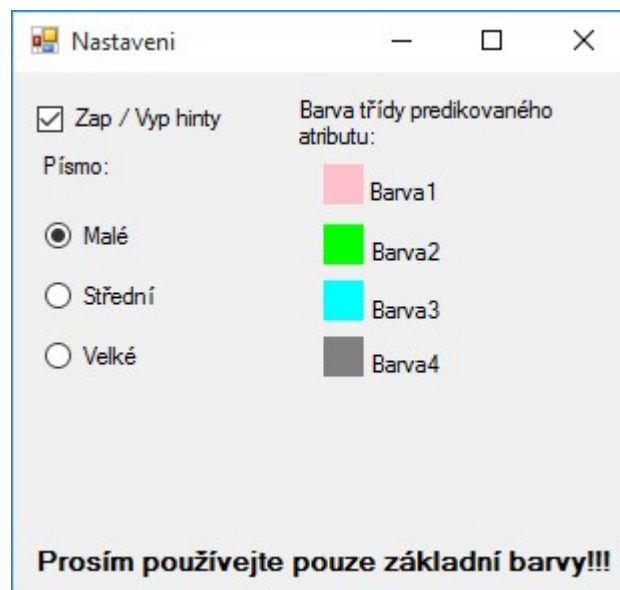 Nastaveni
Zap / Vyp hinty
Písmo:
Malé
Střední
Velké
Barva třídy predikovaného
atributu:
Barva1
Barva2
Barva3
Barva4
Prosím používejte pouze základní barvy!!!